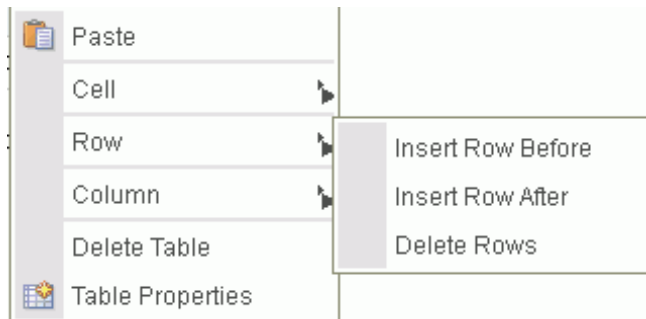 Paste
Cell
Row
Insert Row Before
Column
Insert Row After
Delete Table
Delete Rows
Table Properties